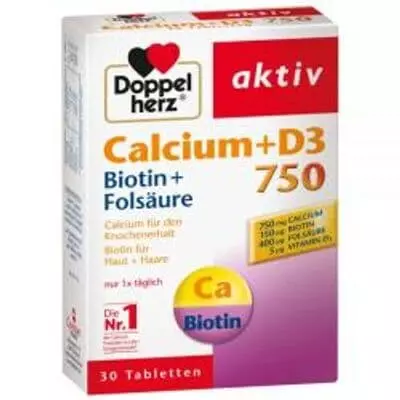 Doppel
herz®
aktiv
Calcium+D3
Biotin+
Folsäure
750
Calcium für den
Knochenerhalt
Biotin für
Haut + Haare
nur 1x täglich
750 mg CALCIUM
150 µg BIOTIN
400 µg FOLSÄURE
5 µg VITAMIN D3
Ca
Biotin
Die
Nr.1
30 Tabletten